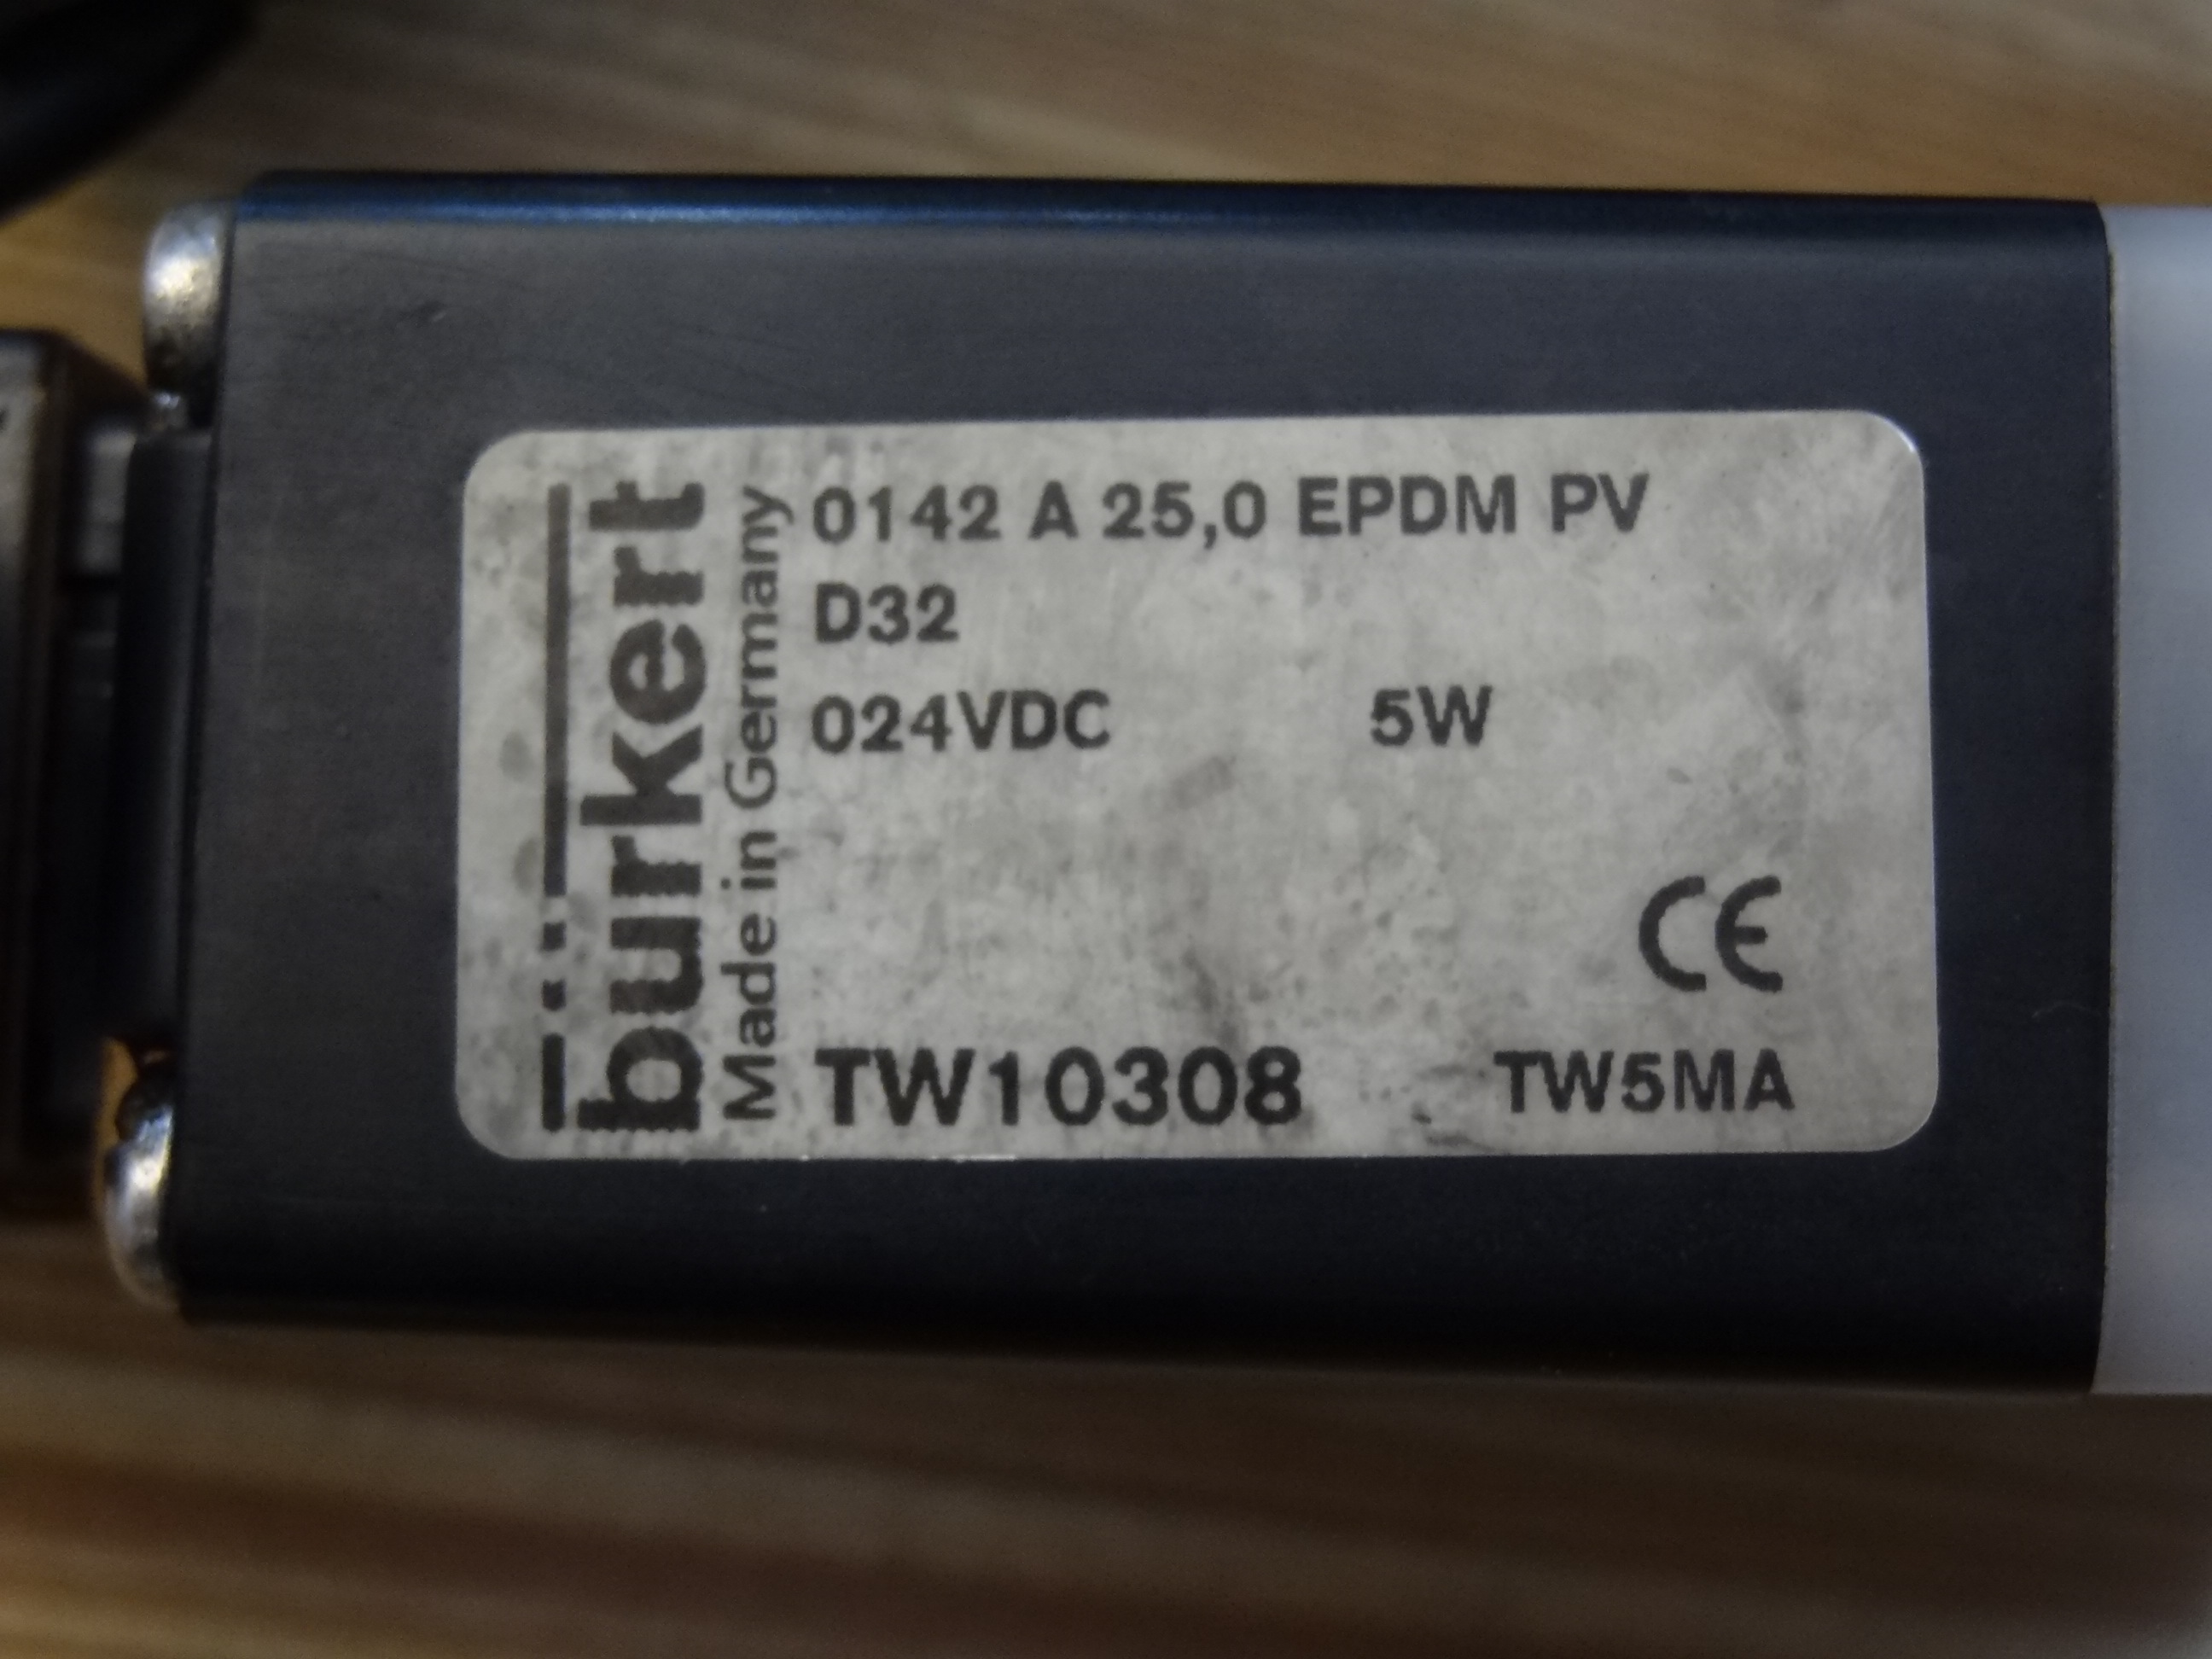 bürkert
Made in Germany
0142 A 25,0 EPDM PV
D32
024VDC 5W
CE
TW10308 TW5MA